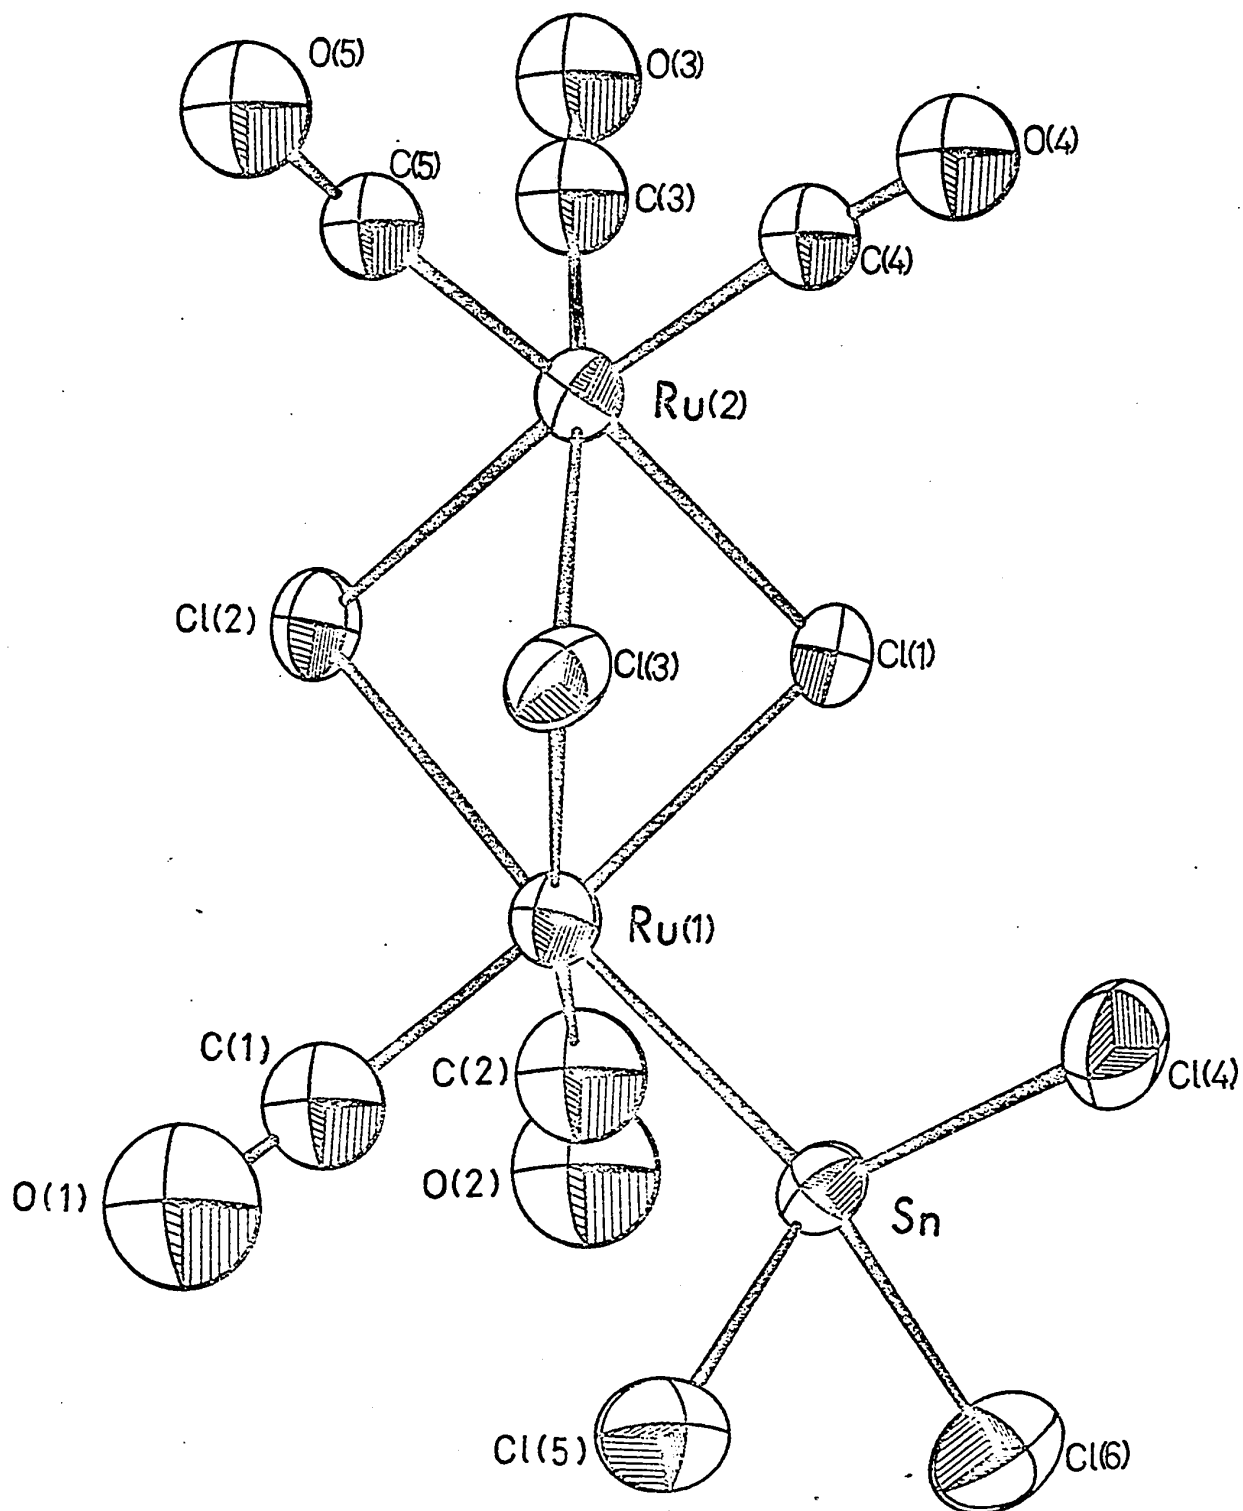 O(5)
O(3)
O(4)
C(5)
C(3)
C(4)
Ru(2)
Cl(2)
Cl(3)
Cl(1)
Ru(1)
C(1)
C(2)
Cl(4)
O(1)
O(2)
Sn
Cl(5)
Cl(6)